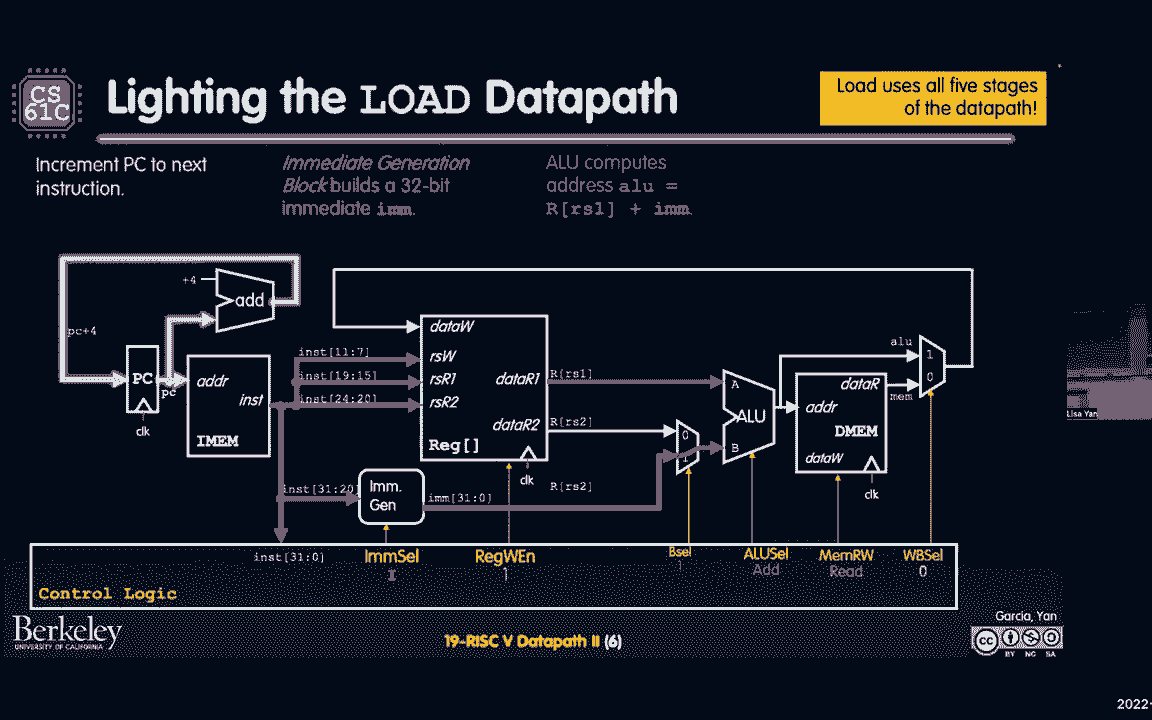 CS
61C
Lighting the LOAD Datapath
Load uses all five stages
of the datapath!
Increment PC to next
instruction.
Immediate Generation
Block builds a 32-bit
immediate imm.
ALU computes
address alu =
R[rs1] + imm.
+4
add
pc+4
PC
pc
clk
addr
inst
IMEM
inst[11:7]
inst[19:15]
inst[24:20]
inst[31:20]
dataW
rsW
rsR1
rsR2
dataR1
dataR2
Reg[]
clk
R[rs1]
R[rs2]
R[rs2]
Imm.
Gen
imm[31:0]
0
1
A
B
ALU
alu
addr
dataR
DMEM
dataW
clk
mem
1
0
inst[31:0]
ImmSel
I
RegWEn
1
Bsel
1
ALUSel
Add
MemRW
Read
WBSel
0
Control Logic
Berkeley
UNIVERSITY OF CALIFORNIA
19-RISC V Datapath II (6)
Garcia, Yan
cc
BY NC SA
Lisa Yan
2022-